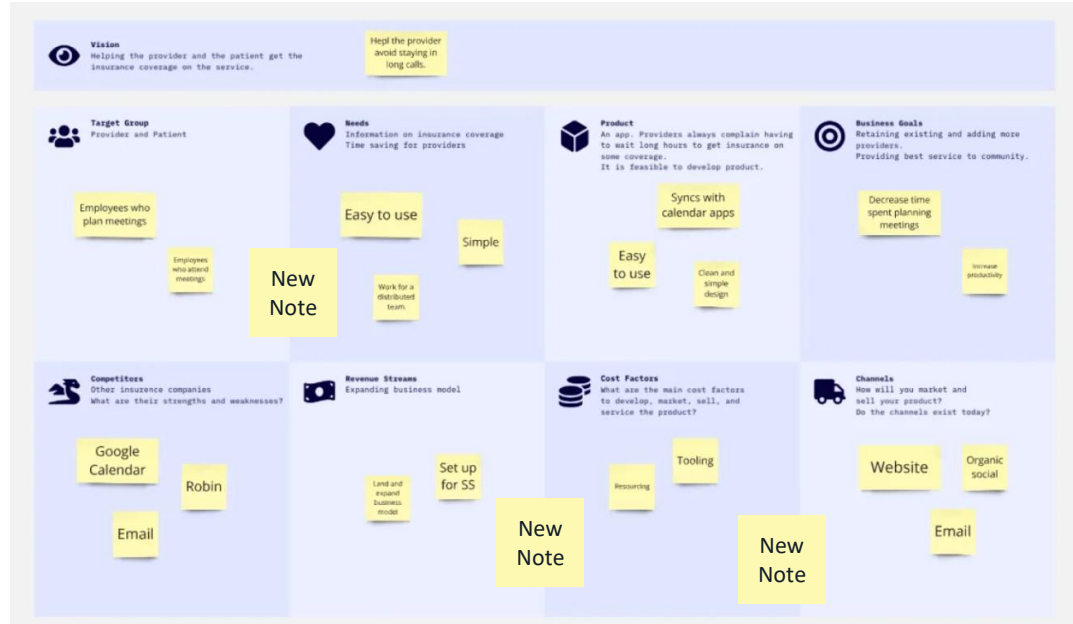 Vision
Helping the provider and the patient get the
insurance coverage on the service.
Hepl the provider
avoid staying in
long calls.
Target Group
Provider and Patient
Employees who
plan meetings
Employees
who attend
meetings
New
Note
Needs
Information on insurance coverage
Time saving for providers
Easy to use
Simple
Work for a
distributed
team
Product
An app. Providers always complain having
to wait long hours to get insurance on
some coverage.
It is feasible to develop product.
Syncs with
calendar apps
Easy
to use
Clean and
simple
design
Business Goals
Retaining existing and adding more
providers.
Providing best service to community.
Decrease time
spent planning
meetings
Increase
productivity
Competitors
Other insurence companies
What are their strengths and weaknesses?
Google
Calendar
Robin
Email
Revenue Streams
Expanding business model
Land and
expand
business
model
Set up
for SS
New
Note
Cost Factors
What are the main cost factors
to develop, market, sell, and
service the product?
Tooling
Resourcing
New
Note
Channels
How will you market and
sell your product?
Do the channels exist today?
Website
Organic
social
Email